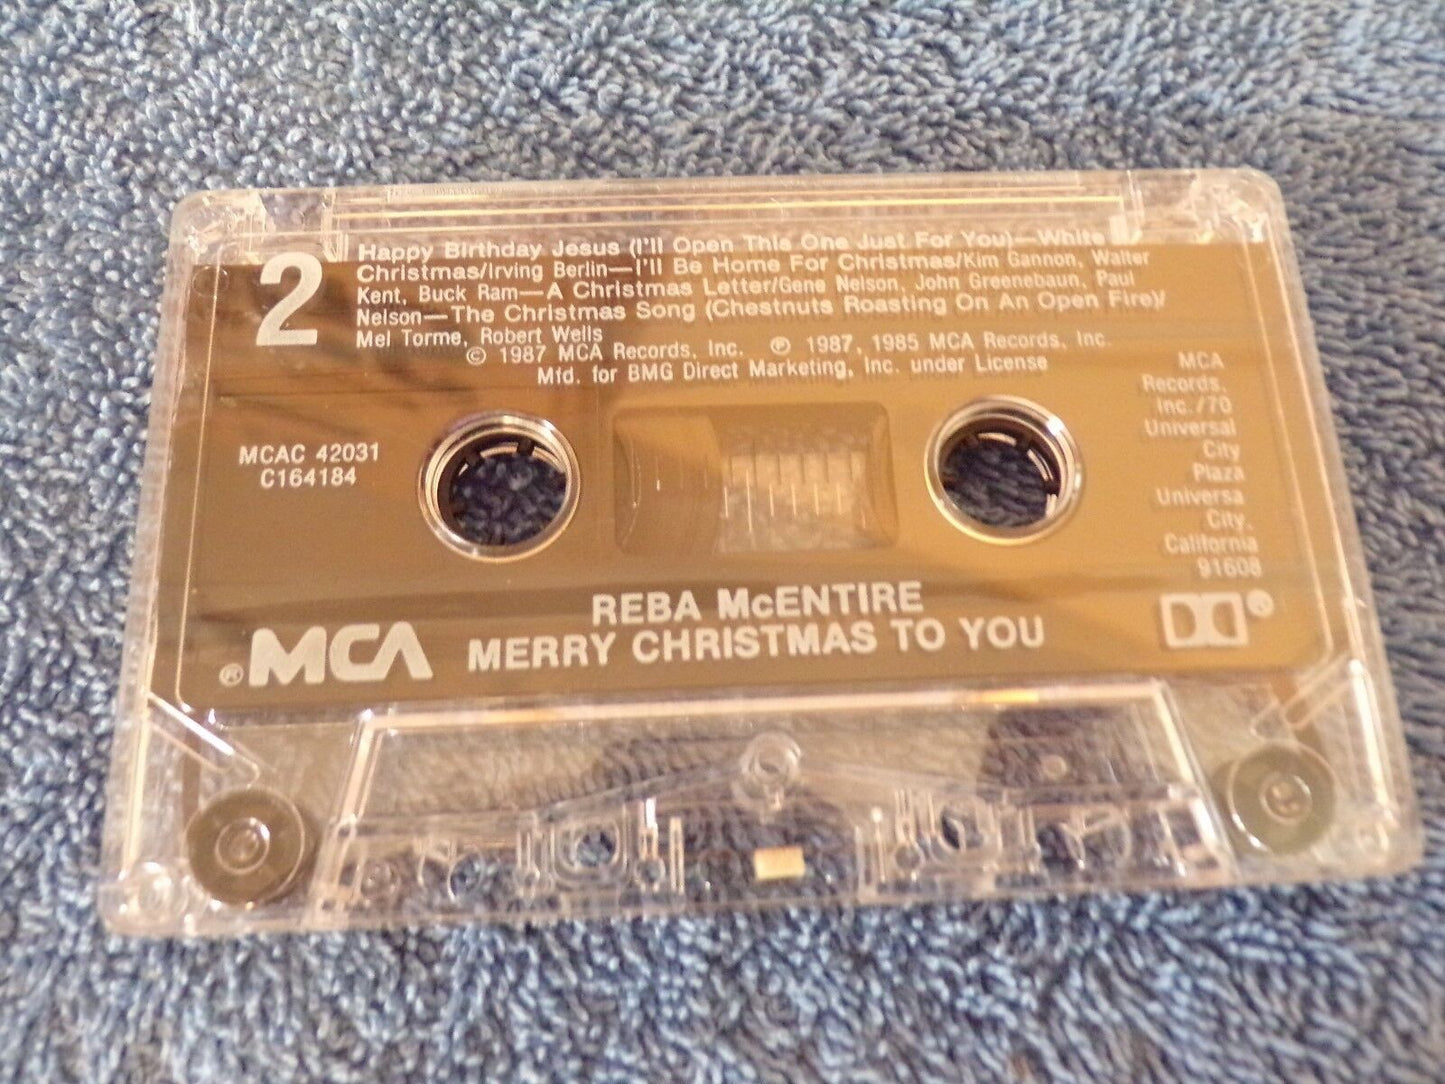 2
Happy Birthday Jesus (I'll Open This One Just For You)—White
Christmas/Irving Berlin—I'll Be Home For Christmas/Kim Gannon, Walter
Kent, Buck Ram—A Christmas Letter/Gene Nelson, John Greenebaun, Paul
Nelson—The Christmas Song (Chestnuts Roasting On An Open Fire)/
Mel Torme, Robert Wells
© 1987 MCA Records, Inc. ℗ 1987, 1985 MCA Records, Inc.
Mfd. for BMG Direct Marketing, Inc. under License
MCAC 42031
C164184
MCA
Records,
Inc./70
Universal
City
Plaza
Universa
City,
California
91608
REBA McENTIRE
MERRY CHRISTMAS TO YOU
®MCA
®